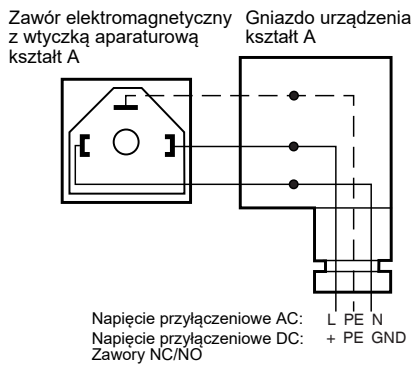 Zawór elektromagnetyczny
z wtyczką aparaturową
kształt A
Gniazdo urządzenia
kształt A
Napięcie przyłączeniowe AC: L PE N
Napięcie przyłączeniowe DC: + PE GND
Zawory NC/NO